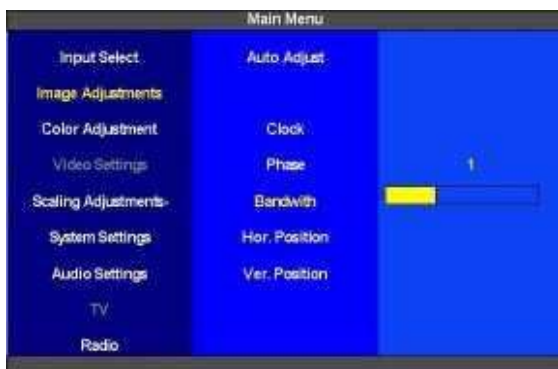 Main Menu
Input Select
Auto Adjust
Image Adjustments
Color Adjustment
Clock
Video Settings
Phase
1
Scaling Adjustments-
Bandwith
System Settings
Hor. Position
Audio Settings
Ver. Position
TV
Radio